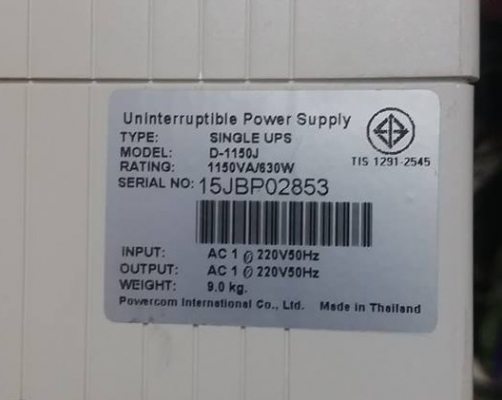 Uninterruptible Power Supply
TYPE: SINGLE UPS
MODEL: D-1150J
RATING: 1150VA/630W
TIS 1291-2545
SERIAL NO: 15JBP02853
INPUT: AC 1 Ø 220V50Hz
OUTPUT: AC 1 Ø 220V50Hz
WEIGHT: 9.0 kg.
Powercom International Co., Ltd. Made in Thailand